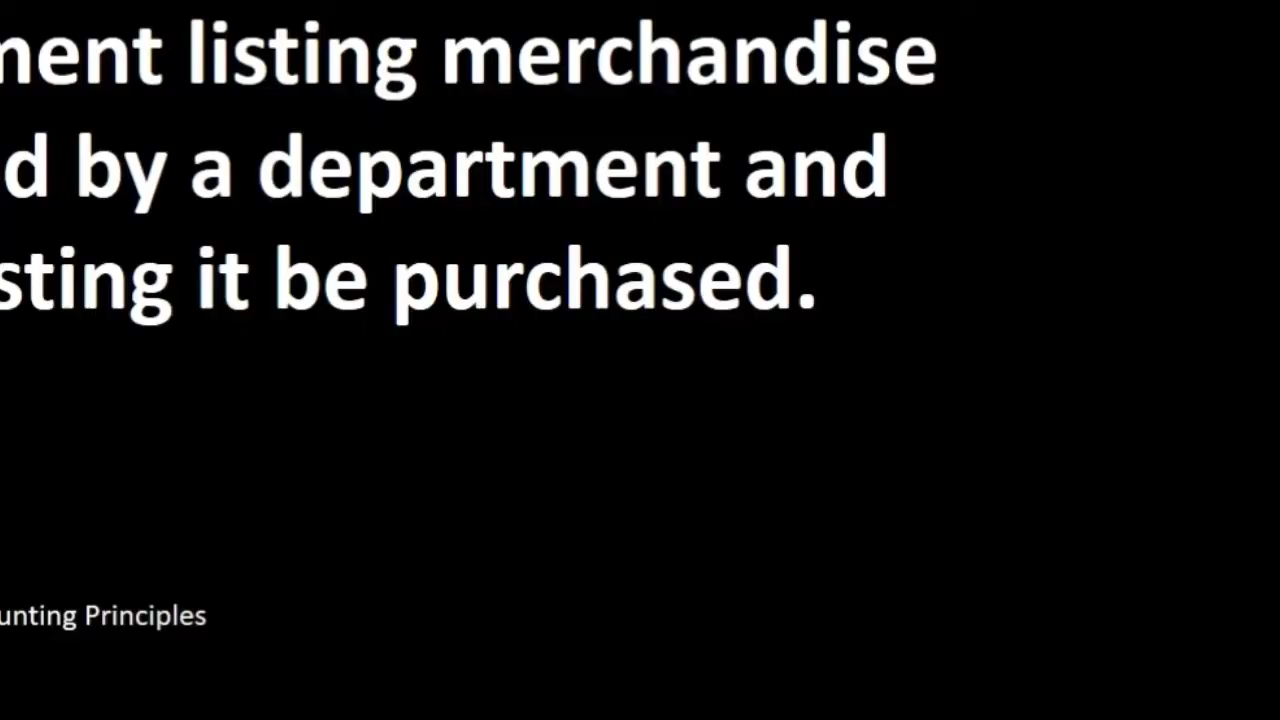 ment listing merchandise
d by a department and
sting it be purchased.
unting Principles